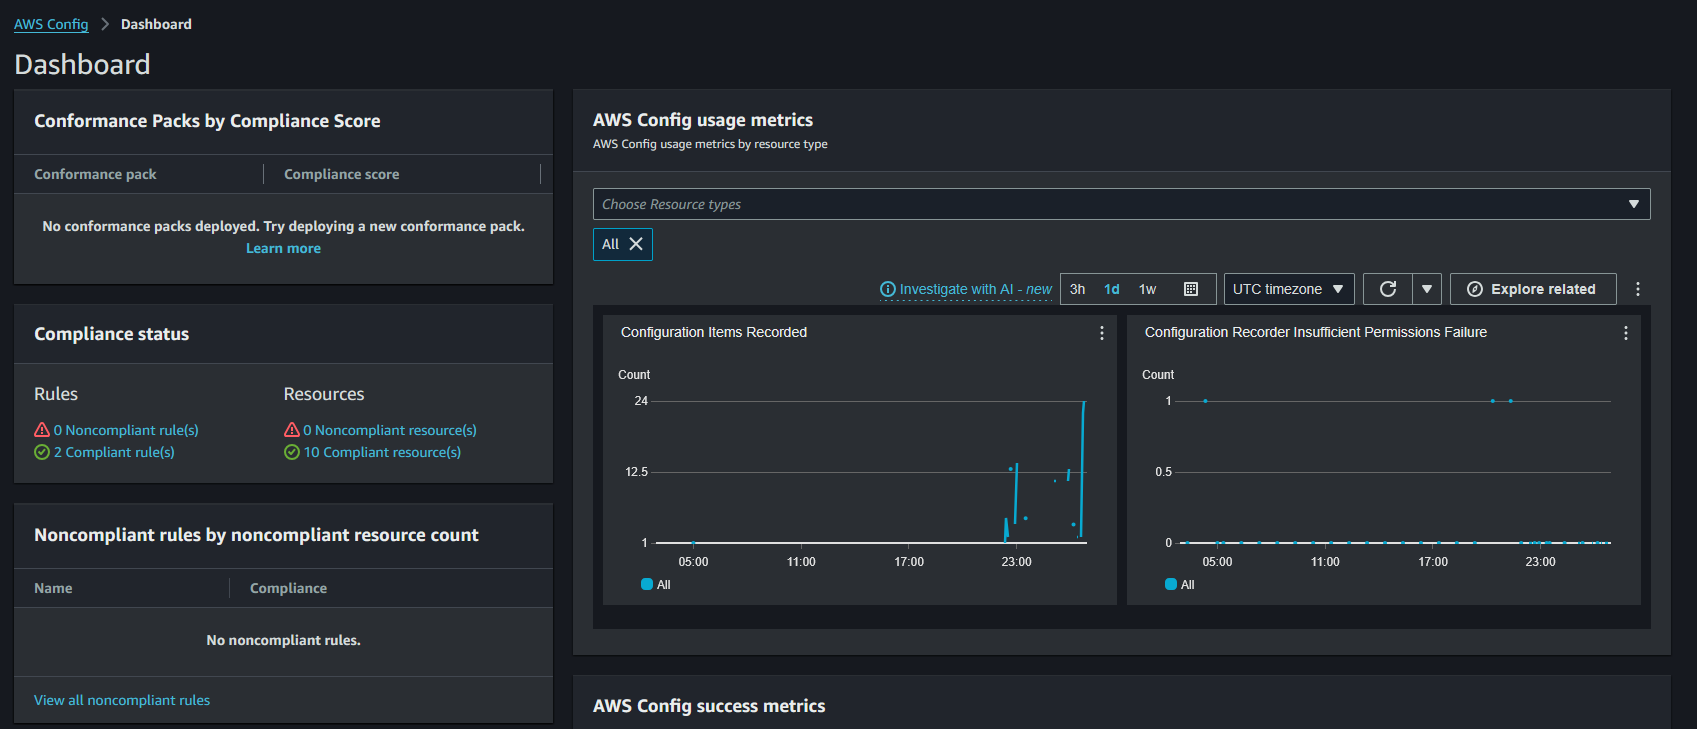 AWS Config > Dashboard
Dashboard
Conformance Packs by Compliance Score
Conformance pack
Compliance score
No conformance packs deployed. Try deploying a new conformance pack.
Learn more
Compliance status
Rules
0 Noncompliant rule(s)
2 Compliant rule(s)
Resources
0 Noncompliant resource(s)
10 Compliant resource(s)
Noncompliant rules by noncompliant resource count
Name
Compliance
No noncompliant rules.
View all noncompliant rules
AWS Config usage metrics
AWS Config usage metrics by resource type
Choose Resource types
All
Investigate with AI - new
3h
1d
1w
UTC timezone
Explore related
Configuration Items Recorded
Count
24
12.5
1
05:00
11:00
17:00
23:00
All
Configuration Recorder Insufficient Permissions Failure
Count
1
0.5
0
05:00
11:00
17:00
23:00
All
AWS Config success metrics